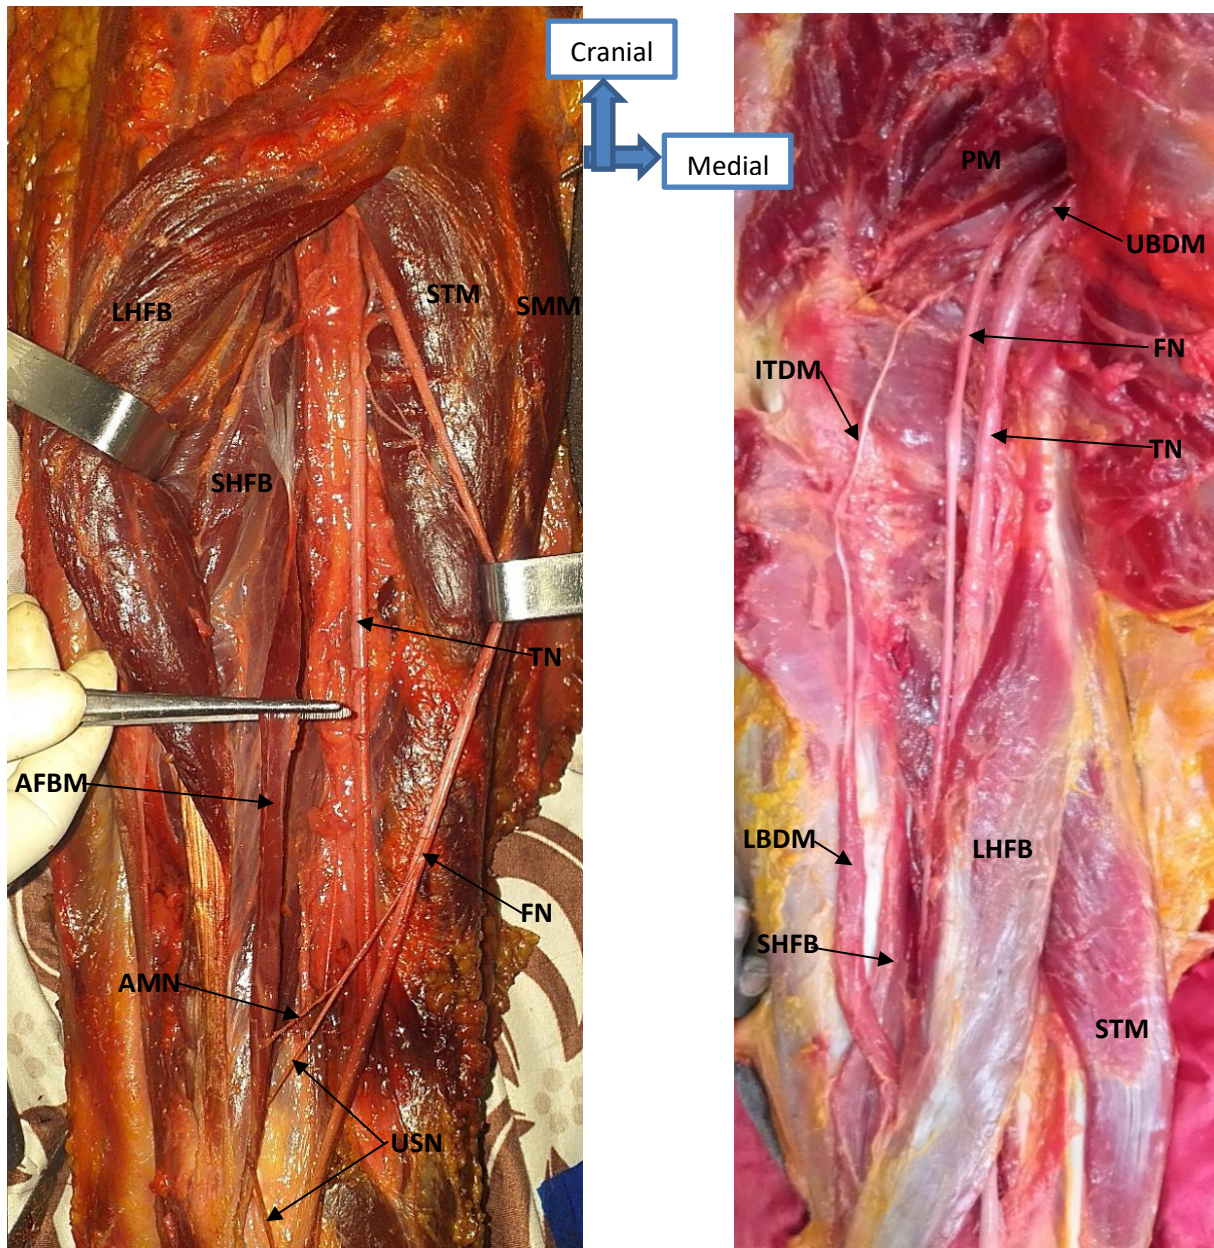 Cranial
Medial
LHFB
STM
SMM
SHFB
TN
AFBM
FN
AMN
USN
PM
UBDM
FN
ITDM
TN
LBDM
LHFB
SHFB
STM